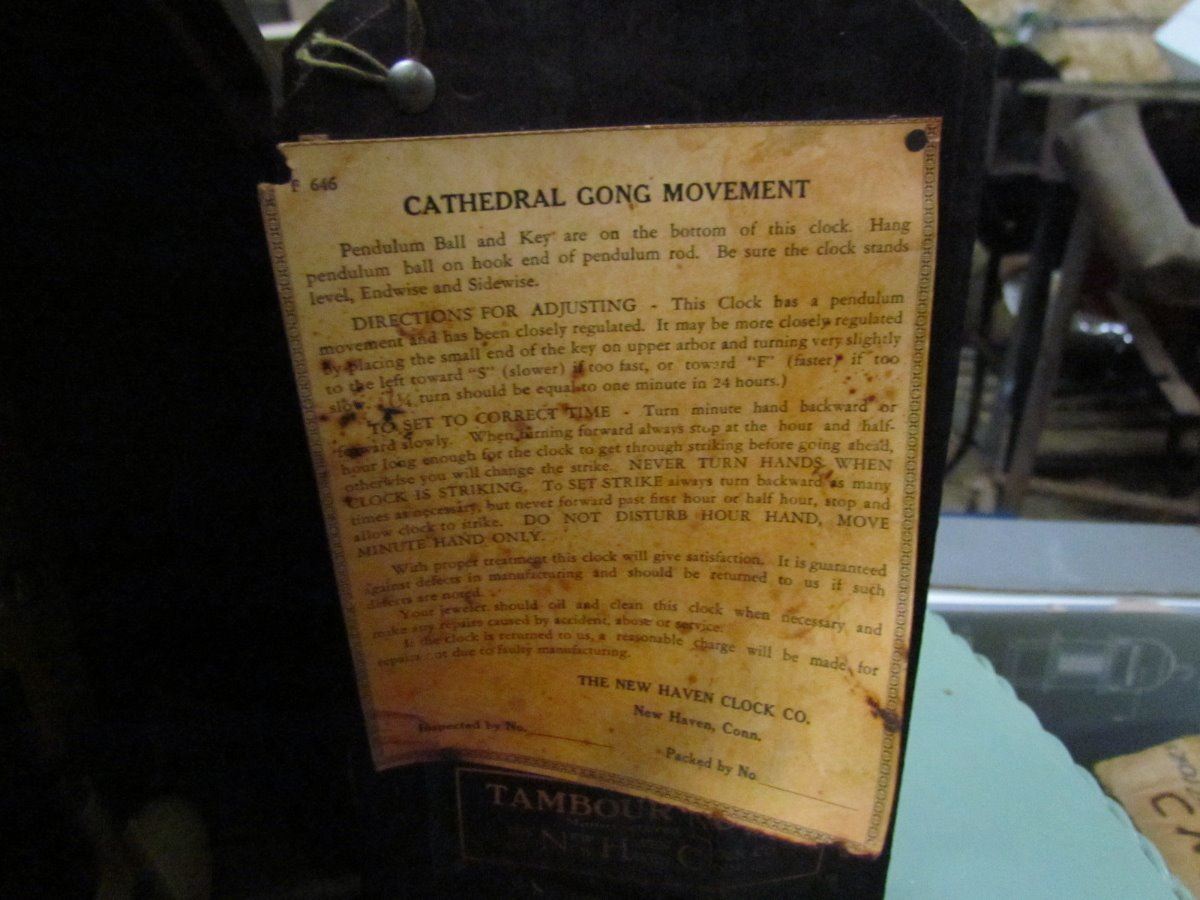 F 646
CATHEDRAL GONG MOVEMENT
Pendulum Ball and Key are on the bottom of this clock. Hang
pendulum ball on hook end of pendulum rod. Be sure the clock stands
level, Endwise and Sidewise.
DIRECTIONS FOR ADJUSTING - This Clock has a pendulum
movement and has been closely regulated. It may be more closely regulated
by placing the small end of the key on upper arbor and turning very slightly
to the left toward "S" (slower) if too fast, or toward "F" (faster) if too
slow. (¼ turn should be equal to one minute in 24 hours.)
TO SET TO CORRECT TIME - Turn minute hand backward or
forward slowly. When turning forward always stop at the hour and half-
hour long enough for the clock to get through striking before going ahead,
otherwise you will change the strike. NEVER TURN HANDS WHEN
CLOCK IS STRIKING. To SET STRIKE always turn backward as many
times as necessary, but never forward past first hour or half hour, stop and
allow clock to strike. DO NOT DISTURB HOUR HAND, MOVE
MINUTE HAND ONLY.
With proper treatment this clock will give satisfaction. It is guaranteed
against defects in manufacturing and should be returned to us if such
defects are noted.
Your jeweler should oil and clean this clock when necessary and
make any repairs caused by accident, abuse or service.
If the clock is returned to us, a reasonable charge will be made for
repairs not due to faulty manufacturing.
THE NEW HAVEN CLOCK CO.
New Haven, Conn.
Inspected by No.
Packed by No
TAMBOUR
N H C